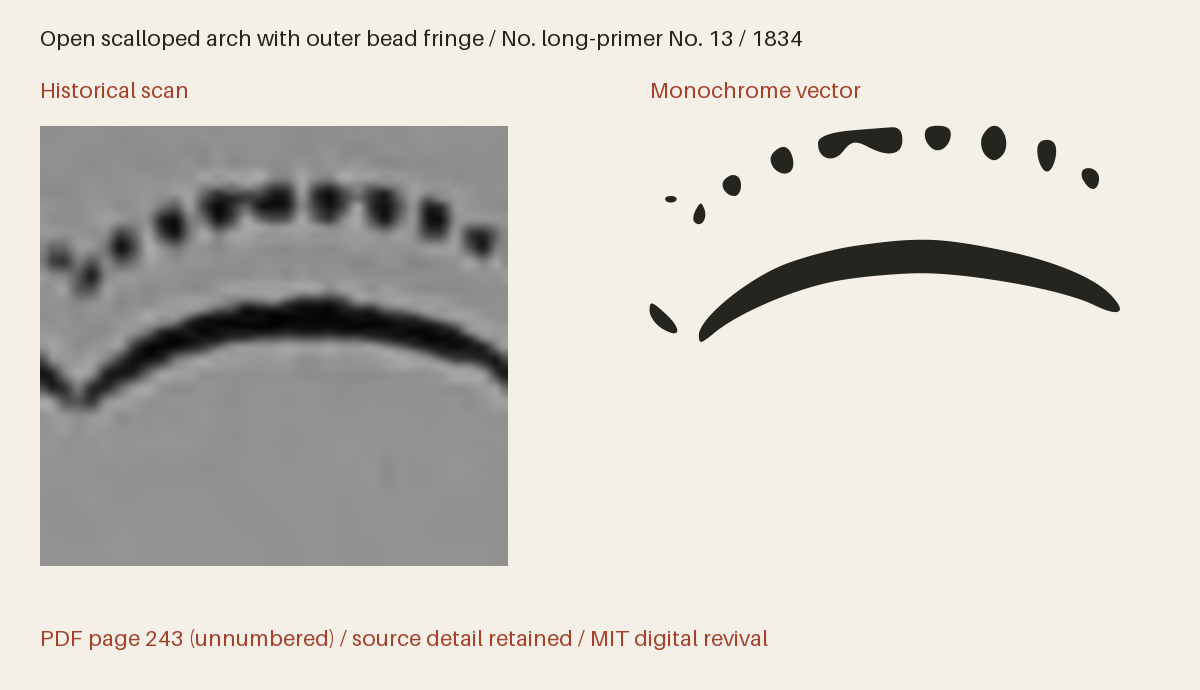 Open scalloped arch with outer bead fringe / No. long-primer No. 13 / 1834
Historical scan
Monochrome vector
PDF page 243 (unnumbered) / source detail retained / MIT digital revival